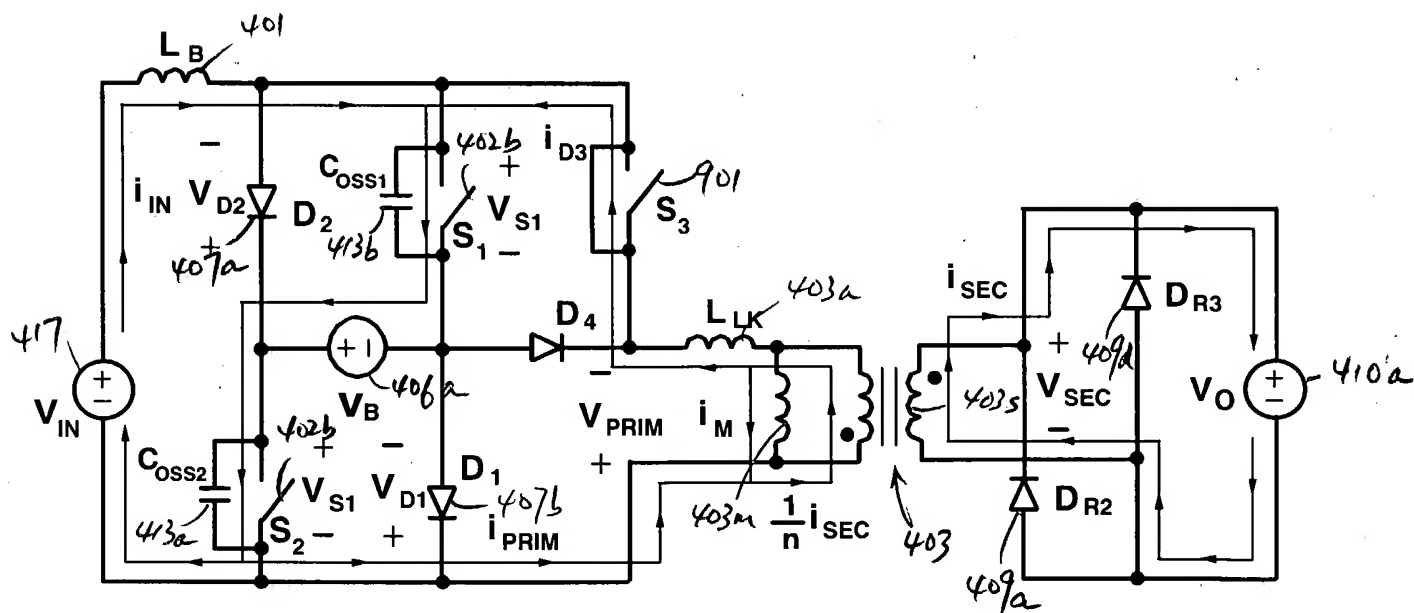 L B 401
i IN
− V D2 +
D 2
407a
C OSS1
413b
402b
+ V S1 −
S 1
i D3
901
S 3
417
+ −
V IN
+ I
V B
406a
D 4
L LK 403a
C OSS2
413a
402b
+ V S1 −
S 2
− V D1 +
D 1
407b
i PRIM
− V PRIM +
i M
403m
1/n i SEC
403
403s
i SEC
+ V SEC −
D R3
409d
D R2
409a
V O
+ −
410a